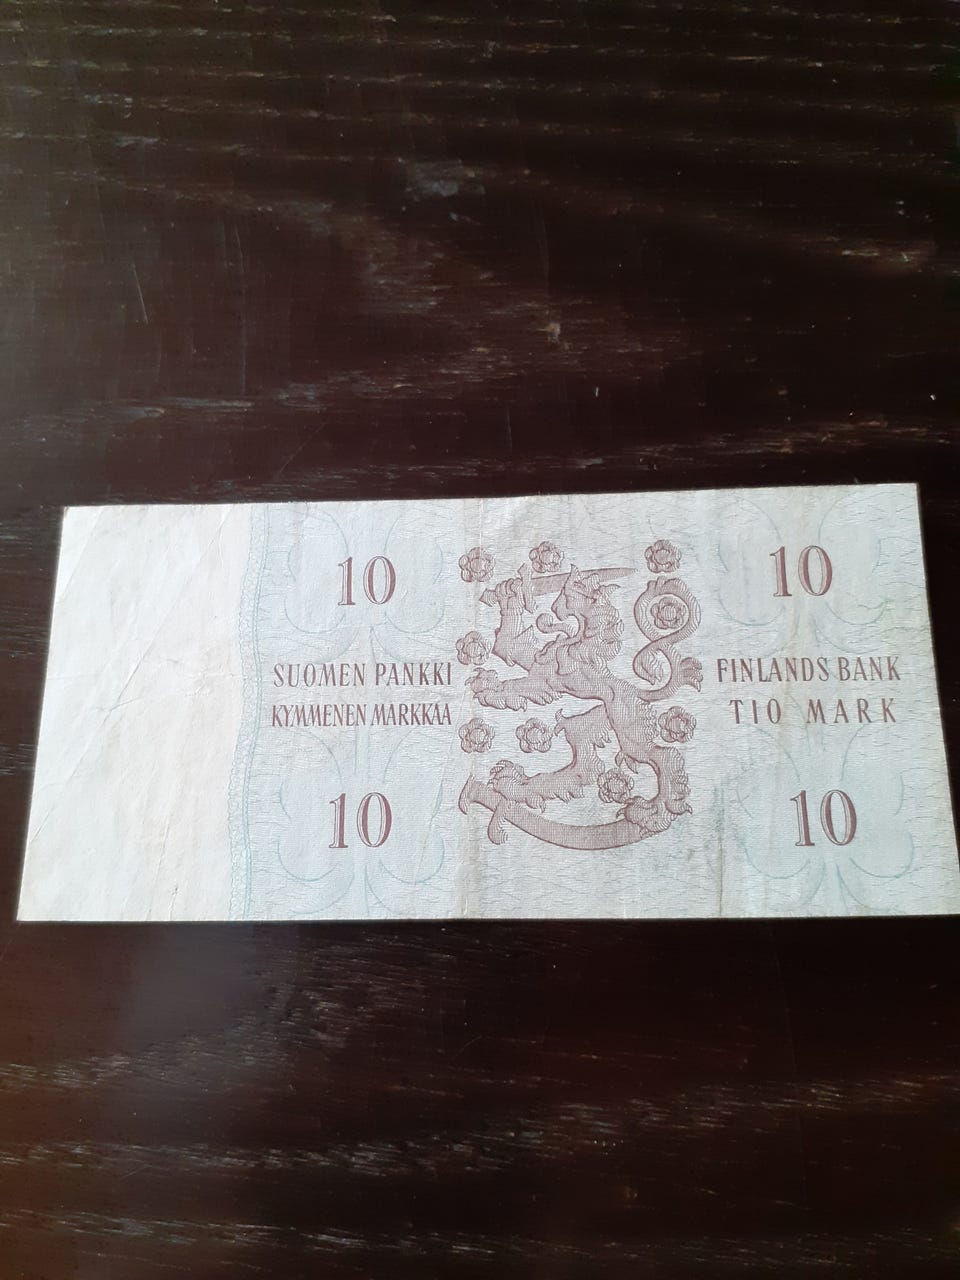 10 10
SUOMEN PANKKI FINLANDS BANK
KYMMENEN MARKKAA TIO MARK
10 10